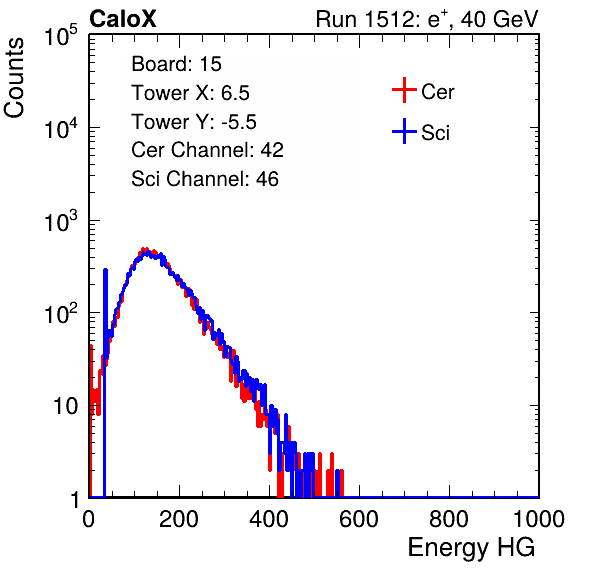 CaloX Run 1512: e⁺, 40 GeV
Counts
10⁵
10⁴
10³
10²
10
1
Board: 15
Tower X: 6.5
Tower Y: -5.5
Cer Channel: 42
Sci Channel: 46
Cer
Sci
0 200 400 600 800 1000
Energy HG